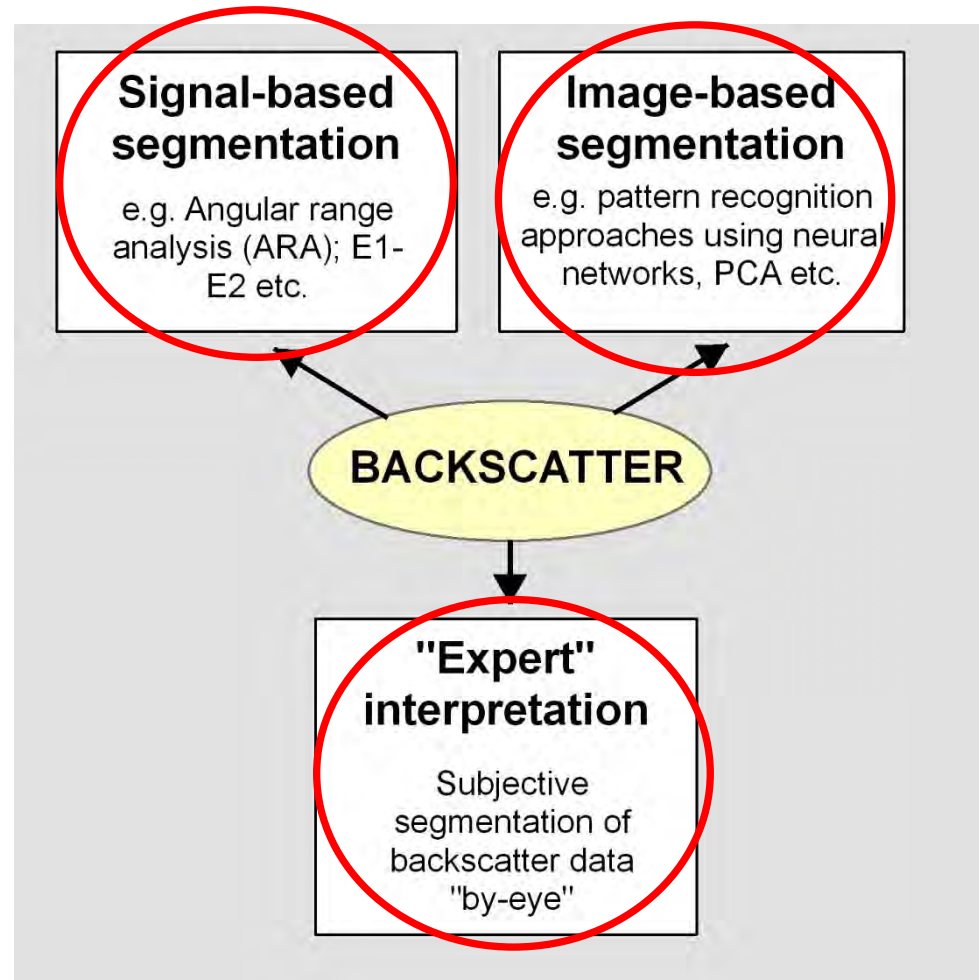 Signal-based
segmentation
e.g. Angular range
analysis (ARA); E1-
E2 etc.
Image-based
segmentation
e.g. pattern recognition
approaches using neural
networks, PCA etc.
BACKSCATTER
"Expert"
interpretation
Subjective
segmentation of
backscatter data
"by-eye"